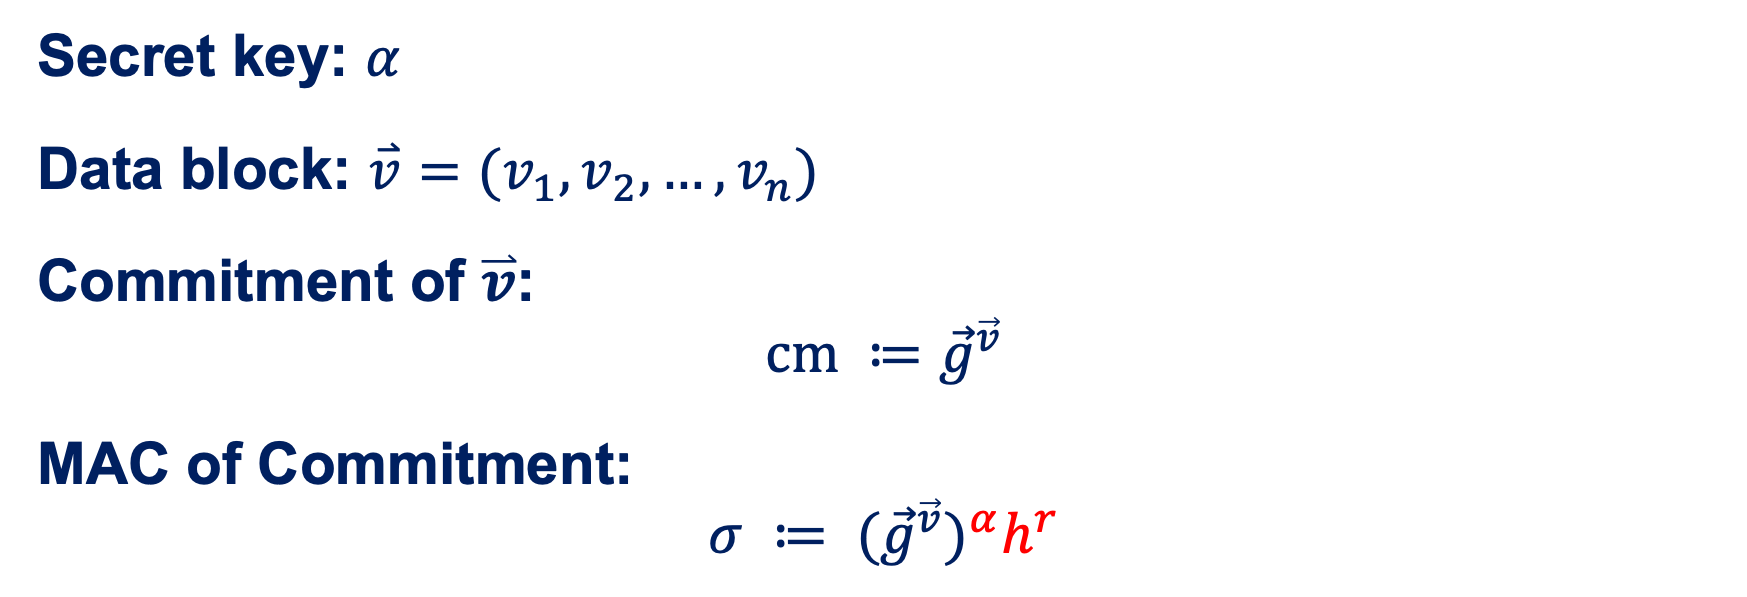 Secret key: α
Data block: v⃗ = (v₁, v₂, … , vₙ)
Commitment of v⃗:
cm ≔ g⃗^v⃗
MAC of Commitment:
σ ≔ (g⃗^v⃗)^α h^r